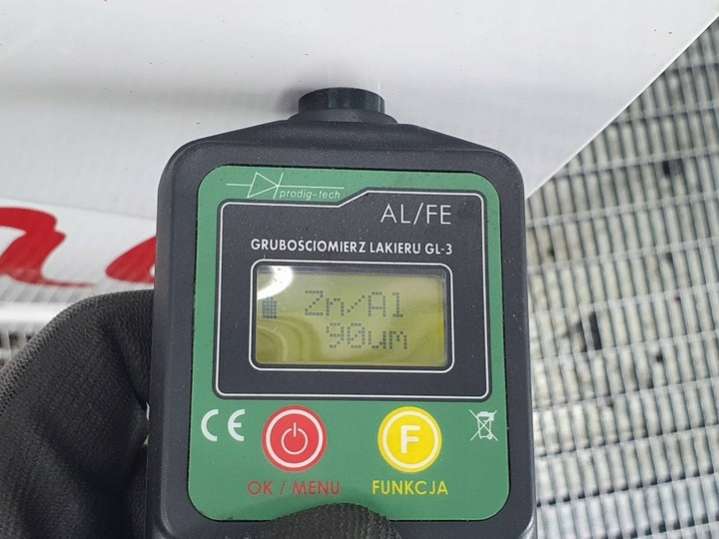 prodig-tech
AL/FE
GRUBOŚCIOMIERZ LAKIERU GL-3
Zn/Al
90um
CE
F
OK / MENU
FUNKCJA